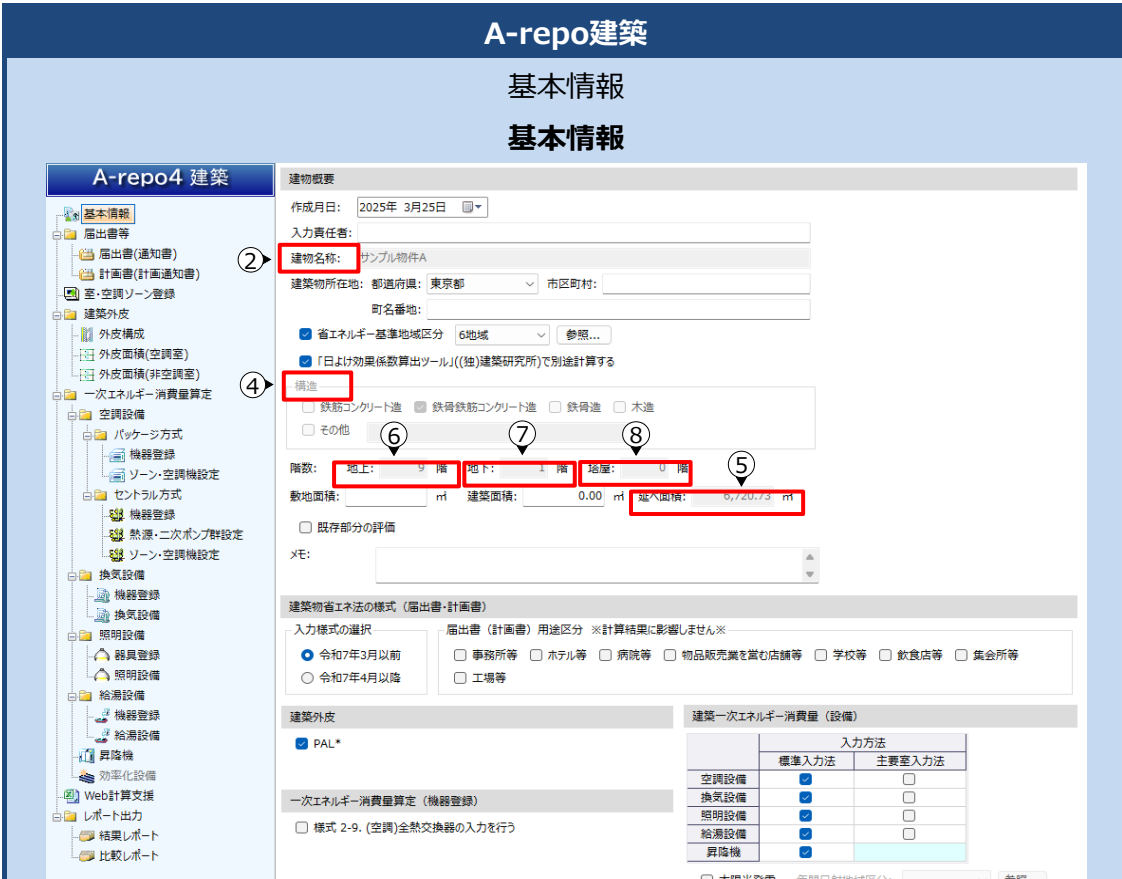 A-repo建築
基本情報
基本情報
A-repo4 建築
基本情報
届出書等
届出書(通知書)
計画書(計画通知書)
室・空調ゾーン登録
建築外皮
外皮構成
外皮面積(空調室)
外皮面積(非空調室)
一次エネルギー消費量算定
空調設備
パッケージ方式
機器登録
ゾーン・空調機設定
セントラル方式
機器登録
熱源・二次ポンプ群設定
ゾーン・空調機設定
換気設備
機器登録
換気設備
照明設備
器具登録
照明設備
給湯設備
機器登録
給湯設備
昇降機
効率化設備
Web計算支援
レポート出力
結果レポート
比較レポート
建物概要
作成月日: 2025年 3月25日
入力責任者:
② 建物名称: サンプル物件A
建築物所在地: 都道府県: 東京都 市区町村:
町名番地:
省エネルギー基準地域区分 6地域 参照...
「日よけ効果係数算出ツール」((独)建築研究所)で別途計算する
④ 構造
鉄筋コンクリート造 鉄骨鉄筋コンクリート造 鉄骨造 木造
その他
⑥ ⑦ ⑧ ⑤
階数: 地上: 9 階 地下: 1 階 塔屋: 0 階
敷地面積: ㎡ 建築面積: 0.00 ㎡ 延べ面積: 6,720.73 ㎡
既存部分の評価
メモ:
建築物省エネ法の様式（届出書・計画書）
入力様式の選択 届出書（計画書）用途区分 ※計算結果に影響しません※
令和7年3月以前 事務所等 ホテル等 病院等 物品販売業を営む店舗等 学校等 飲食店等 集会所等
令和7年4月以降 工場等
建築外皮
PAL*
一次エネルギー消費量算定（機器登録）
様式 2-9. (空調)全熱交換器の入力を行う
建築一次エネルギー消費量（設備）
入力方法
標準入力法 主要室入力法
空調設備
換気設備
照明設備
給湯設備
昇降機
太陽光発電 年間日射地域区分: 参照...